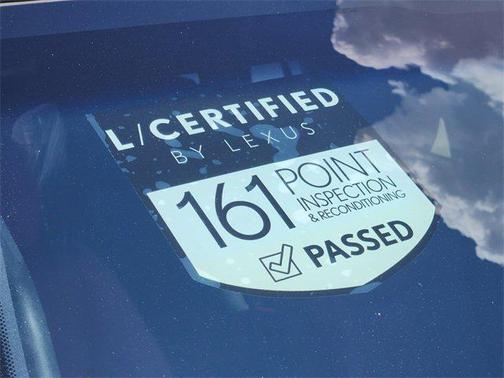 L/CERTIFIED
BY LEXUS
161 POINT
INSPECTION
& RECONDITIONING
PASSED